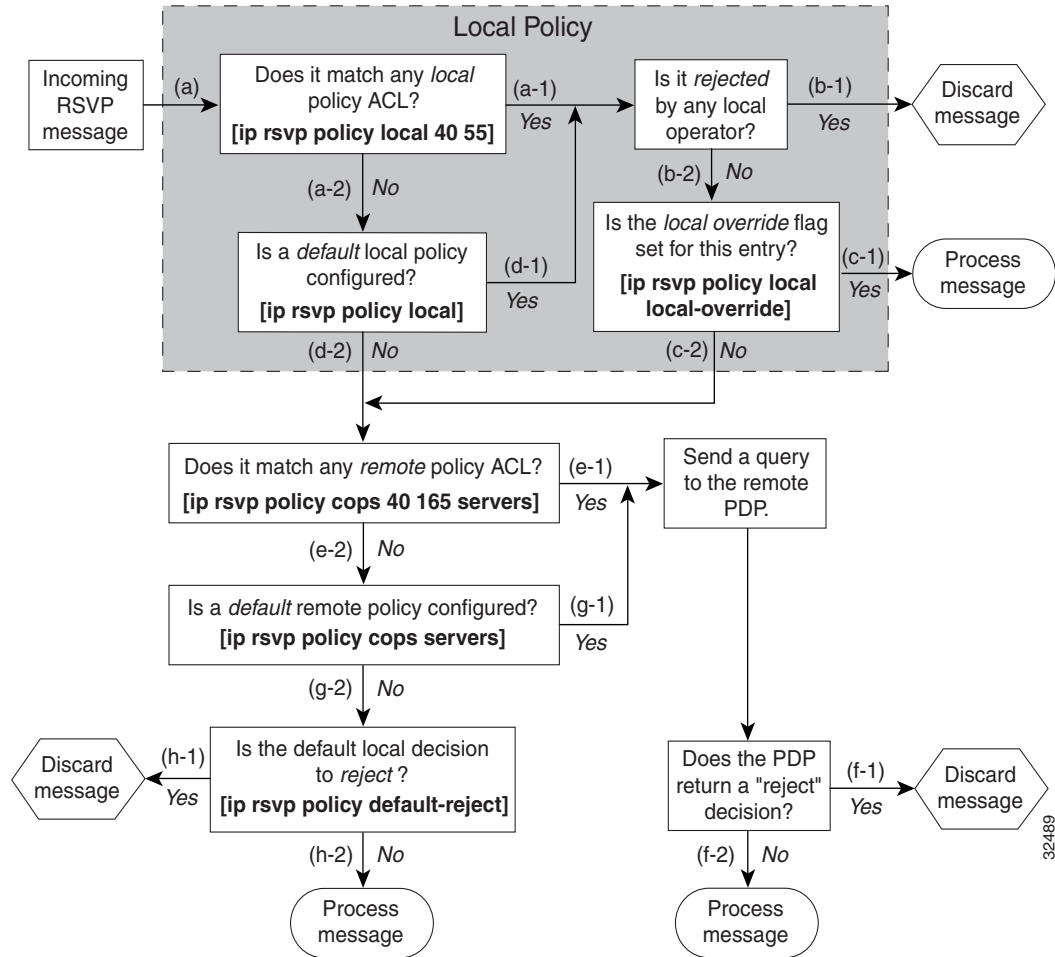 Local Policy
Incoming
RSVP
message
(a)
Does it match any local
policy ACL?
[ip rsvp policy local 40 55]
(a-1)
Yes
Is it rejected
by any local
operator?
(b-1)
Yes
Discard
message
(a-2) No
(b-2) No
Is a default local policy
configured?
[ip rsvp policy local]
(d-1)
Yes
Is the local override flag
set for this entry?
[ip rsvp policy local
local-override]
(c-1)
Yes
Process
message
(d-2) No
(c-2) No
Does it match any remote policy ACL?
[ip rsvp policy cops 40 165 servers]
(e-1)
Yes
Send a query
to the remote
PDP.
(e-2) No
Is a default remote policy configured?
[ip rsvp policy cops servers]
(g-1)
Yes
(g-2) No
Discard
message
(h-1)
Yes
Is the default local decision
to reject ?
[ip rsvp policy default-reject]
Does the PDP
return a "reject"
decision?
(f-1)
Yes
Discard
message
(h-2) No
(f-2) No
Process
message
Process
message
32489